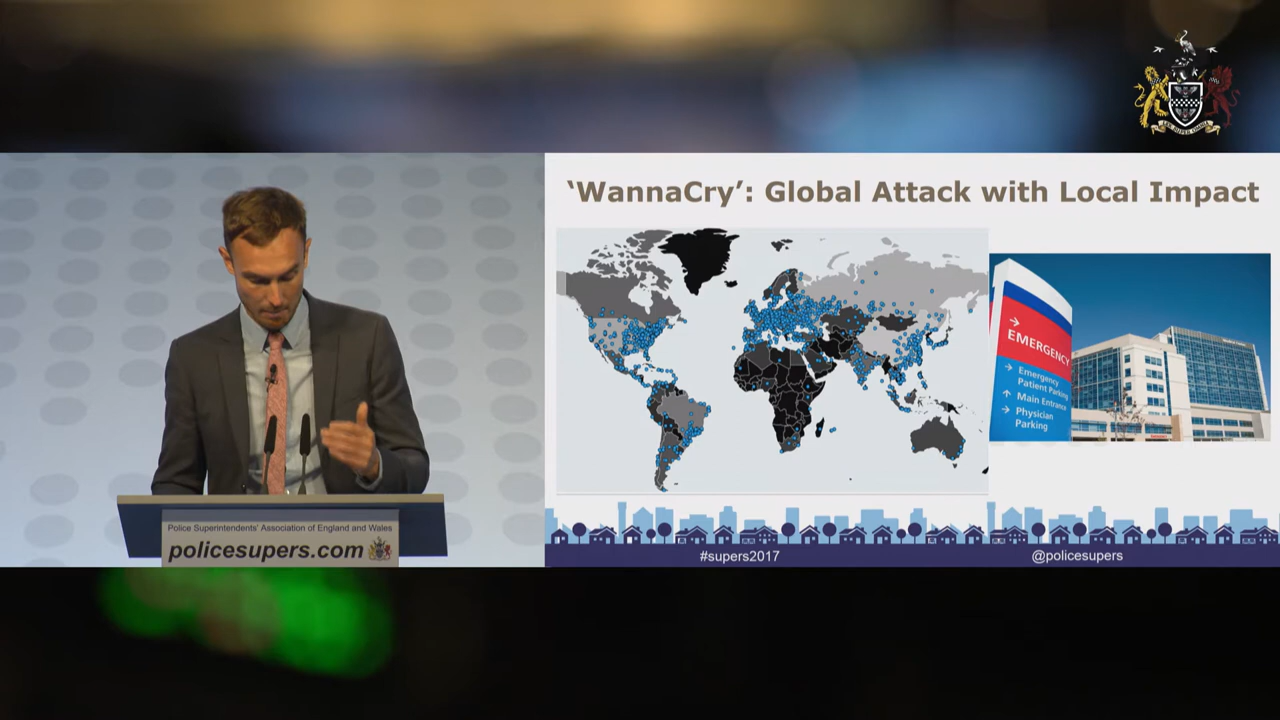 ‘WannaCry’: Global Attack with Local Impact
→
EMERGENCY
→ Emergency
Patient Parking
↑ Main Entrance
→ Physician
Parking
Police Superintendents' Association of England and Wales
policesupers.com
#supers2017
@policesupers